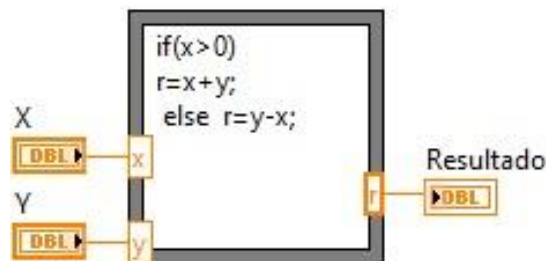 if(x>0)
r=x+y;
else r=y-x;
X
DBL
x
Y
DBL
y
r
Resultado
DBL